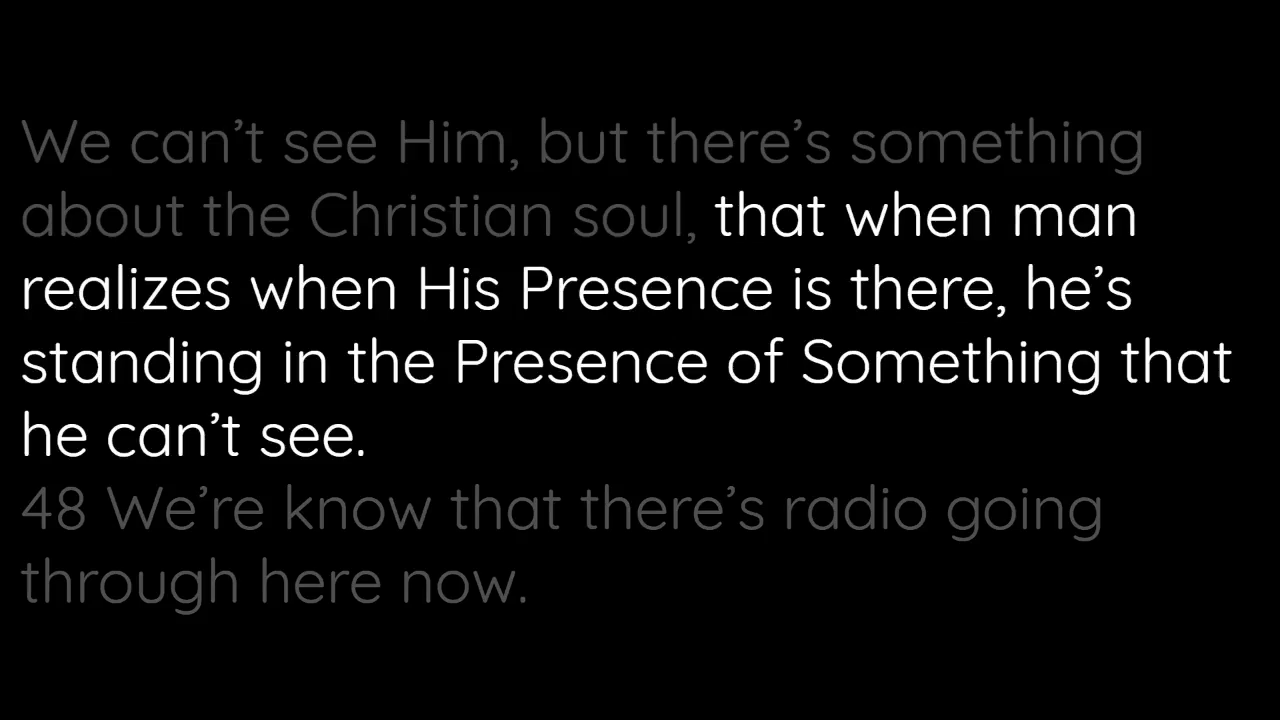 We can’t see Him, but there’s something
about the Christian soul, that when man
realizes when His Presence is there, he’s
standing in the Presence of Something that
he can’t see.
48 We’re know that there’s radio going
through here now.